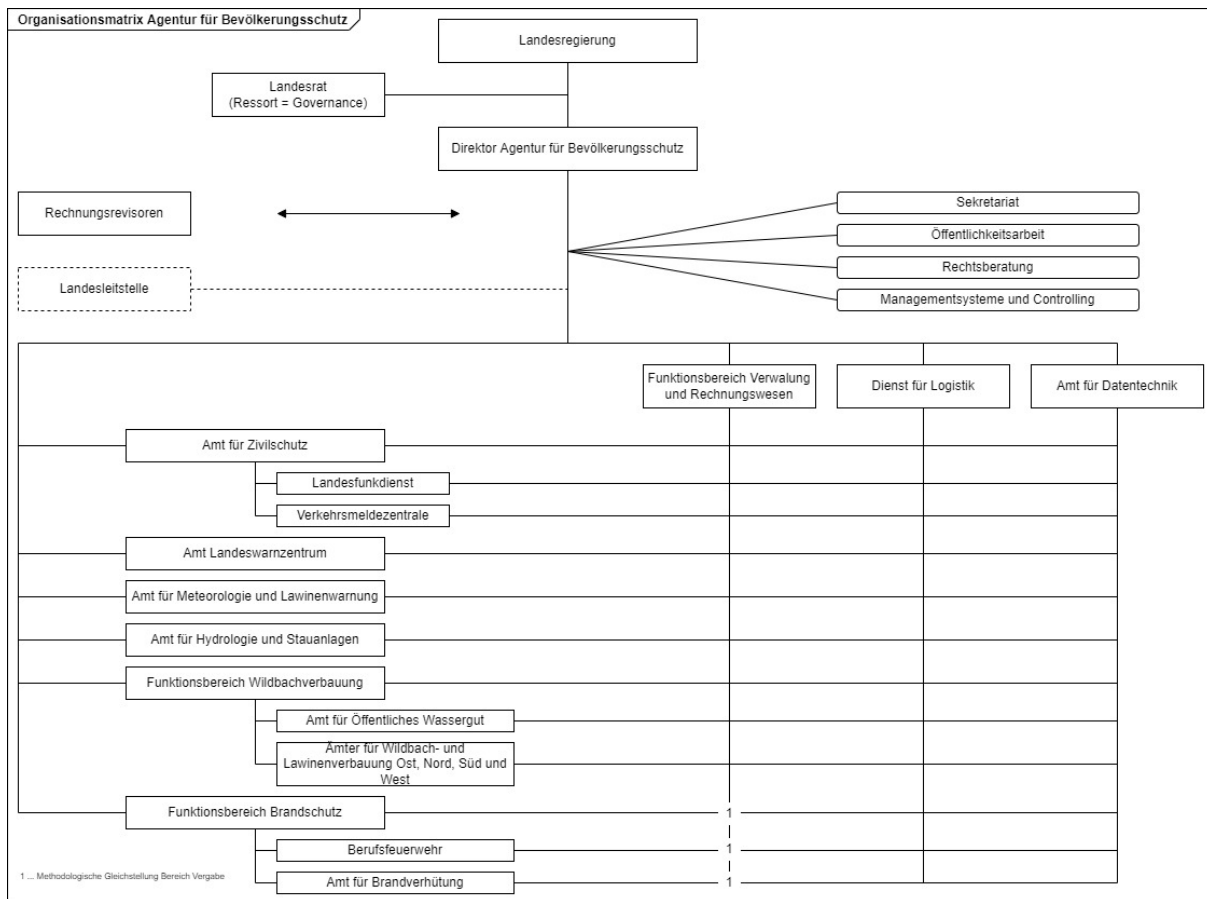 Organisationsmatrix Agentur für Bevölkerungsschutz
Landesregierung
Landesrat
(Ressort = Governance)
Direktor Agentur für Bevölkerungsschutz
Rechnungsrevisoren
Sekretariat
Öffentlichkeitsarbeit
Rechtsberatung
Managementsysteme und Controlling
Landesleitstelle
Funktionsbereich Verwalung
und Rechnungswesen
Dienst für Logistik
Amt für Datentechnik
Amt für Zivilschutz
Landesfunkdienst
Verkehrsmeldezentrale
Amt Landeswarnzentrum
Amt für Meteorologie und Lawinenwarnung
Amt für Hydrologie und Stauanlagen
Funktionsbereich Wildbachverbauung
Amt für Öffentliches Wassergut
Ämter für Wildbach- und
Lawinenverbauung Ost, Nord, Süd und
West
Funktionsbereich Brandschutz
1
Berufsfeuerwehr
1
Amt für Brandverhütung
1
1 ... Methodologische Gleichstellung Bereich Vergabe